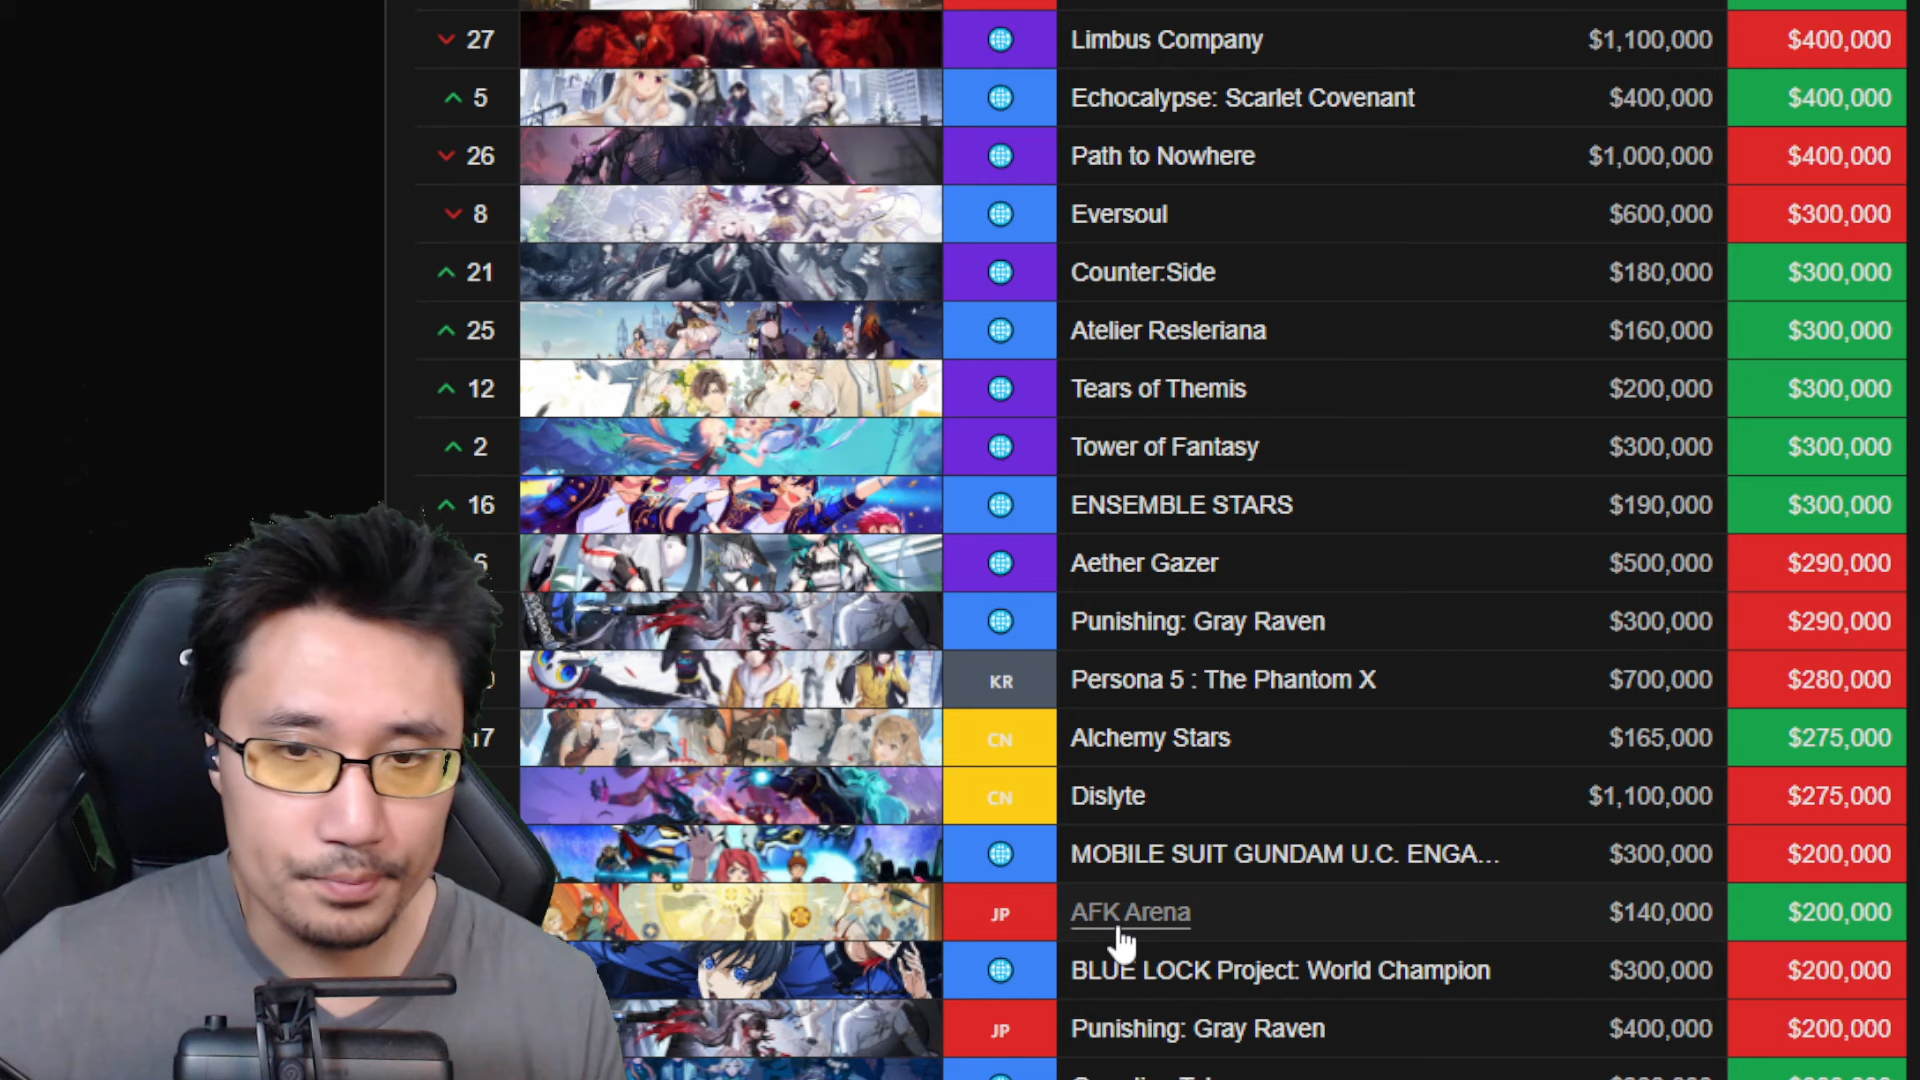 27 Limbus Company $1,100,000 $400,000
5 Echocalypse: Scarlet Covenant $400,000 $400,000
26 Path to Nowhere $1,000,000 $400,000
8 Eversoul $600,000 $300,000
21 Counter:Side $180,000 $300,000
25 Atelier Resleriana $160,000 $300,000
12 Tears of Themis $200,000 $300,000
2 Tower of Fantasy $300,000 $300,000
16 ENSEMBLE STARS $190,000 $300,000
Aether Gazer $500,000 $290,000
Punishing: Gray Raven $300,000 $290,000
KR Persona 5 : The Phantom X $700,000 $280,000
CN Alchemy Stars $165,000 $275,000
CN Dislyte $1,100,000 $275,000
MOBILE SUIT GUNDAM U.C. ENGA... $300,000 $200,000
JP AFK Arena $140,000 $200,000
BLUE LOCK Project: World Champion $300,000 $200,000
JP Punishing: Gray Raven $400,000 $200,000